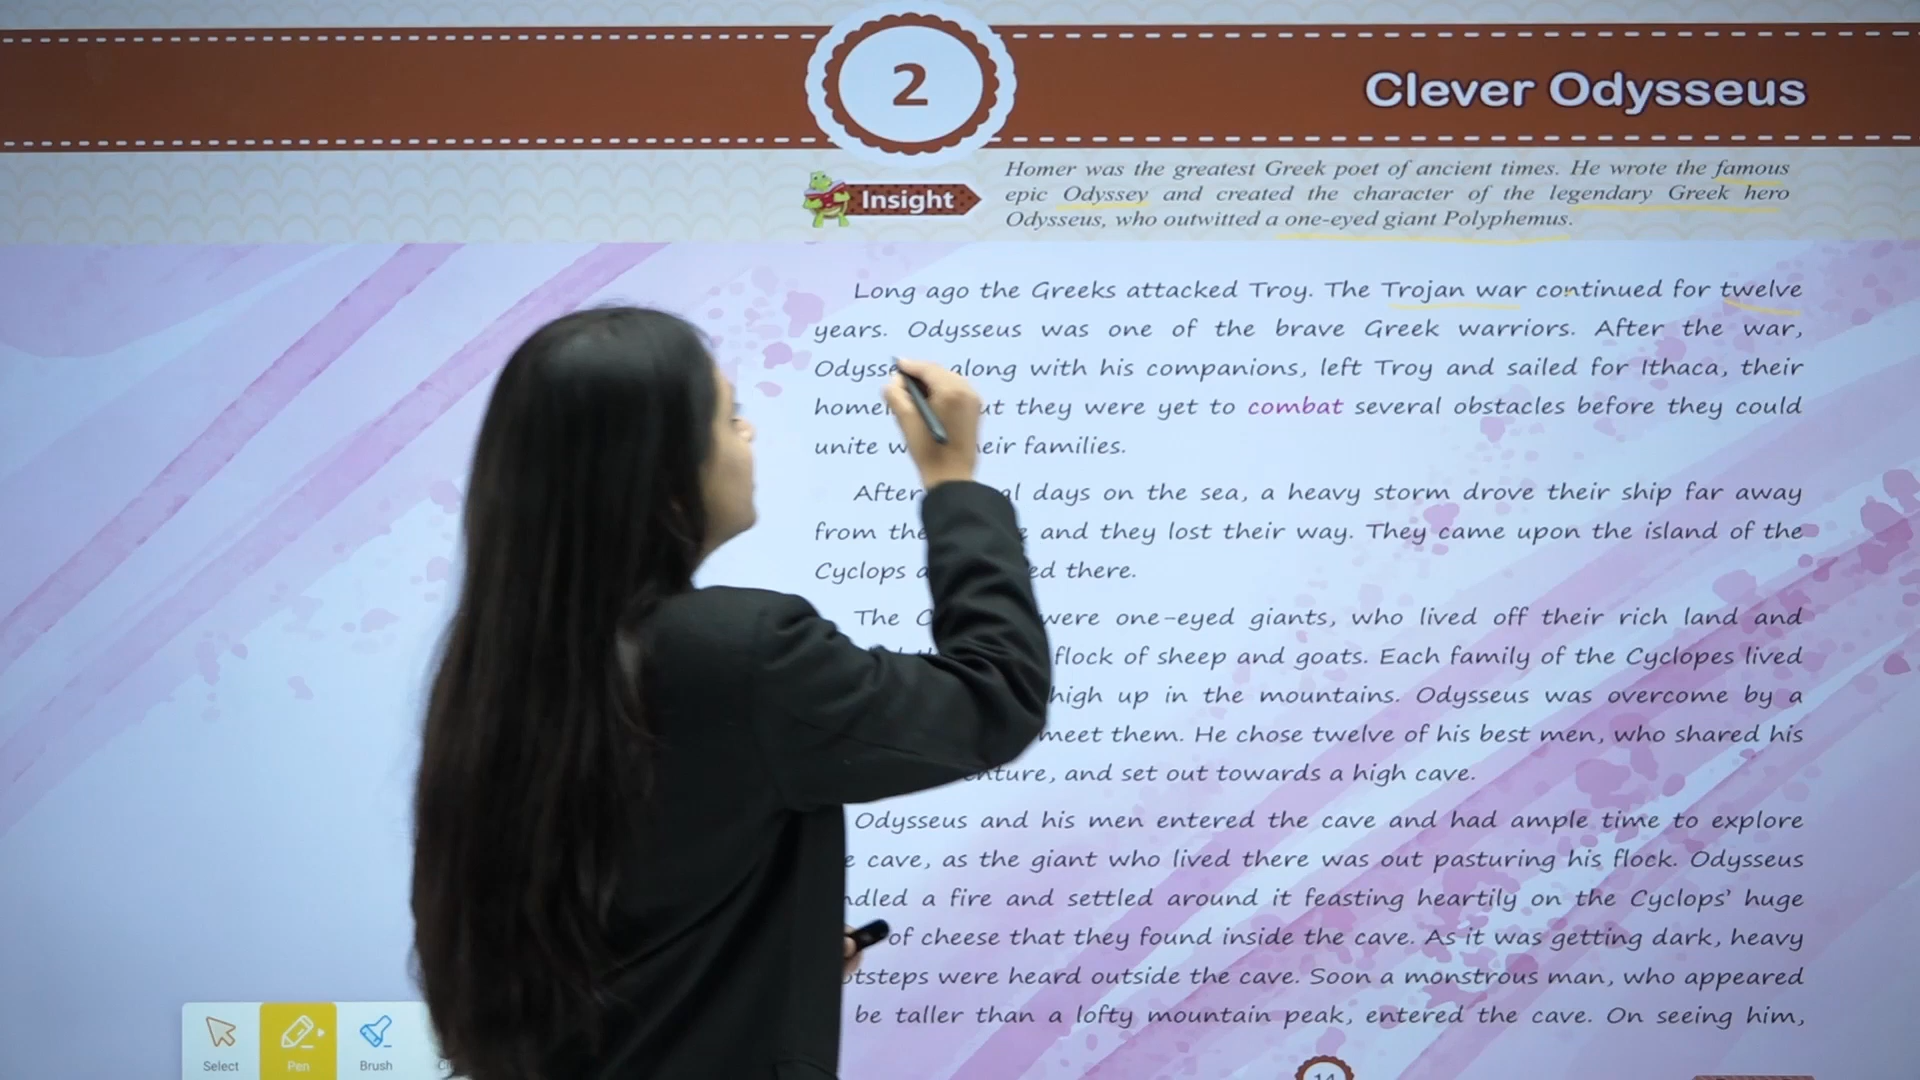 2
Clever Odysseus
Insight
Homer was the greatest Greek poet of ancient times. He wrote the famous
epic Odyssey and created the character of the legendary Greek hero
Odysseus, who outwitted a one-eyed giant Polyphemus.
Long ago the Greeks attacked Troy. The Trojan war continued for twelve
years. Odysseus was one of the brave Greek warriors. After the war,
along with his companions, left Troy and sailed for Ithaca, their
they were yet to combat several obstacles before they could
unite families.
After days on the sea, a heavy storm drove their ship far away
from and they lost their way. They came upon the island of the
Cyclops there.
The were one-eyed giants, who lived off their rich land and
flock of sheep and goats. Each family of the Cyclopes lived
high up in the mountains. Odysseus was overcome by a
meet them. He chose twelve of his best men, who shared his
and set out towards a high cave.
Odysseus and his men entered the cave and had ample time to explore
cave, as the giant who lived there was out pasturing his flock. Odysseus
a fire and settled around it feasting heartily on the Cyclops' huge
of cheese that they found inside the cave. As it was getting dark, heavy
were heard outside the cave. Soon a monstrous man, who appeared
be taller than a lofty mountain peak, entered the cave. On seeing him,
Select
Pen
Brush